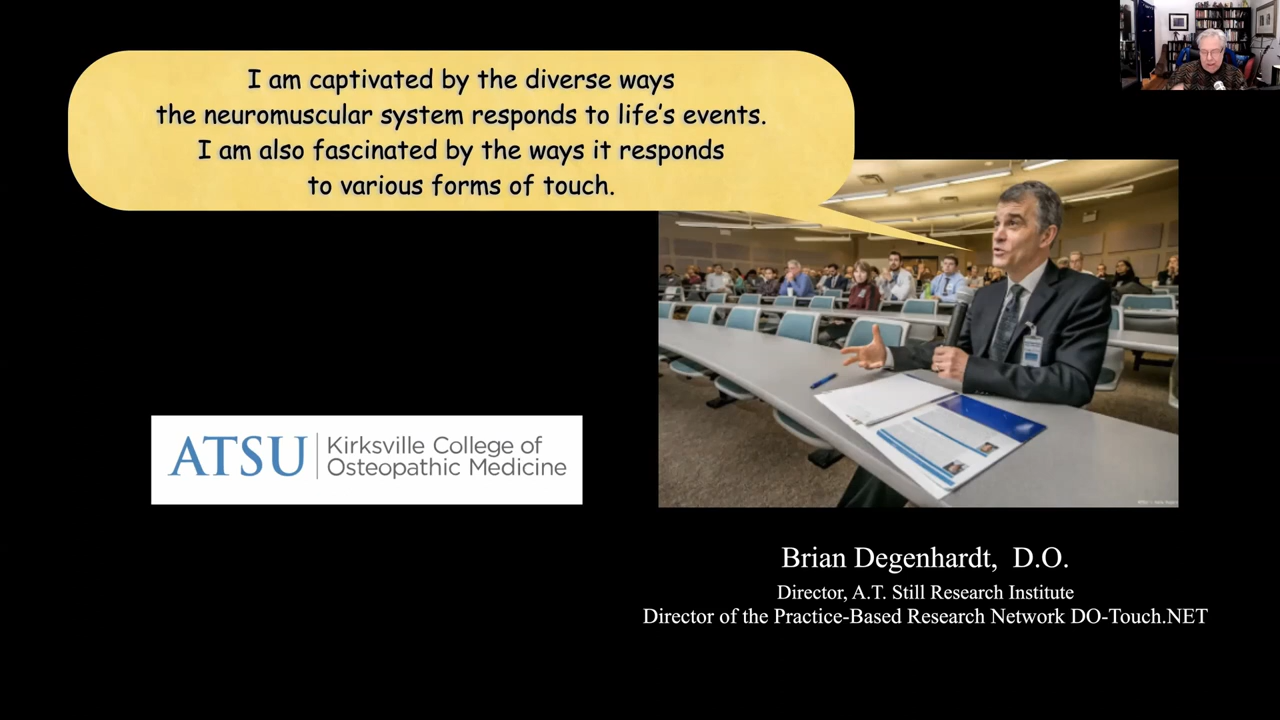 I am captivated by the diverse ways
the neuromuscular system responds to life's events.
I am also fascinated by the ways it responds
to various forms of touch.
ATSU
Kirksville College of
Osteopathic Medicine
Brian Degenhardt, D.O.
Director, A.T. Still Research Institute
Director of the Practice-Based Research Network DO-Touch.NET